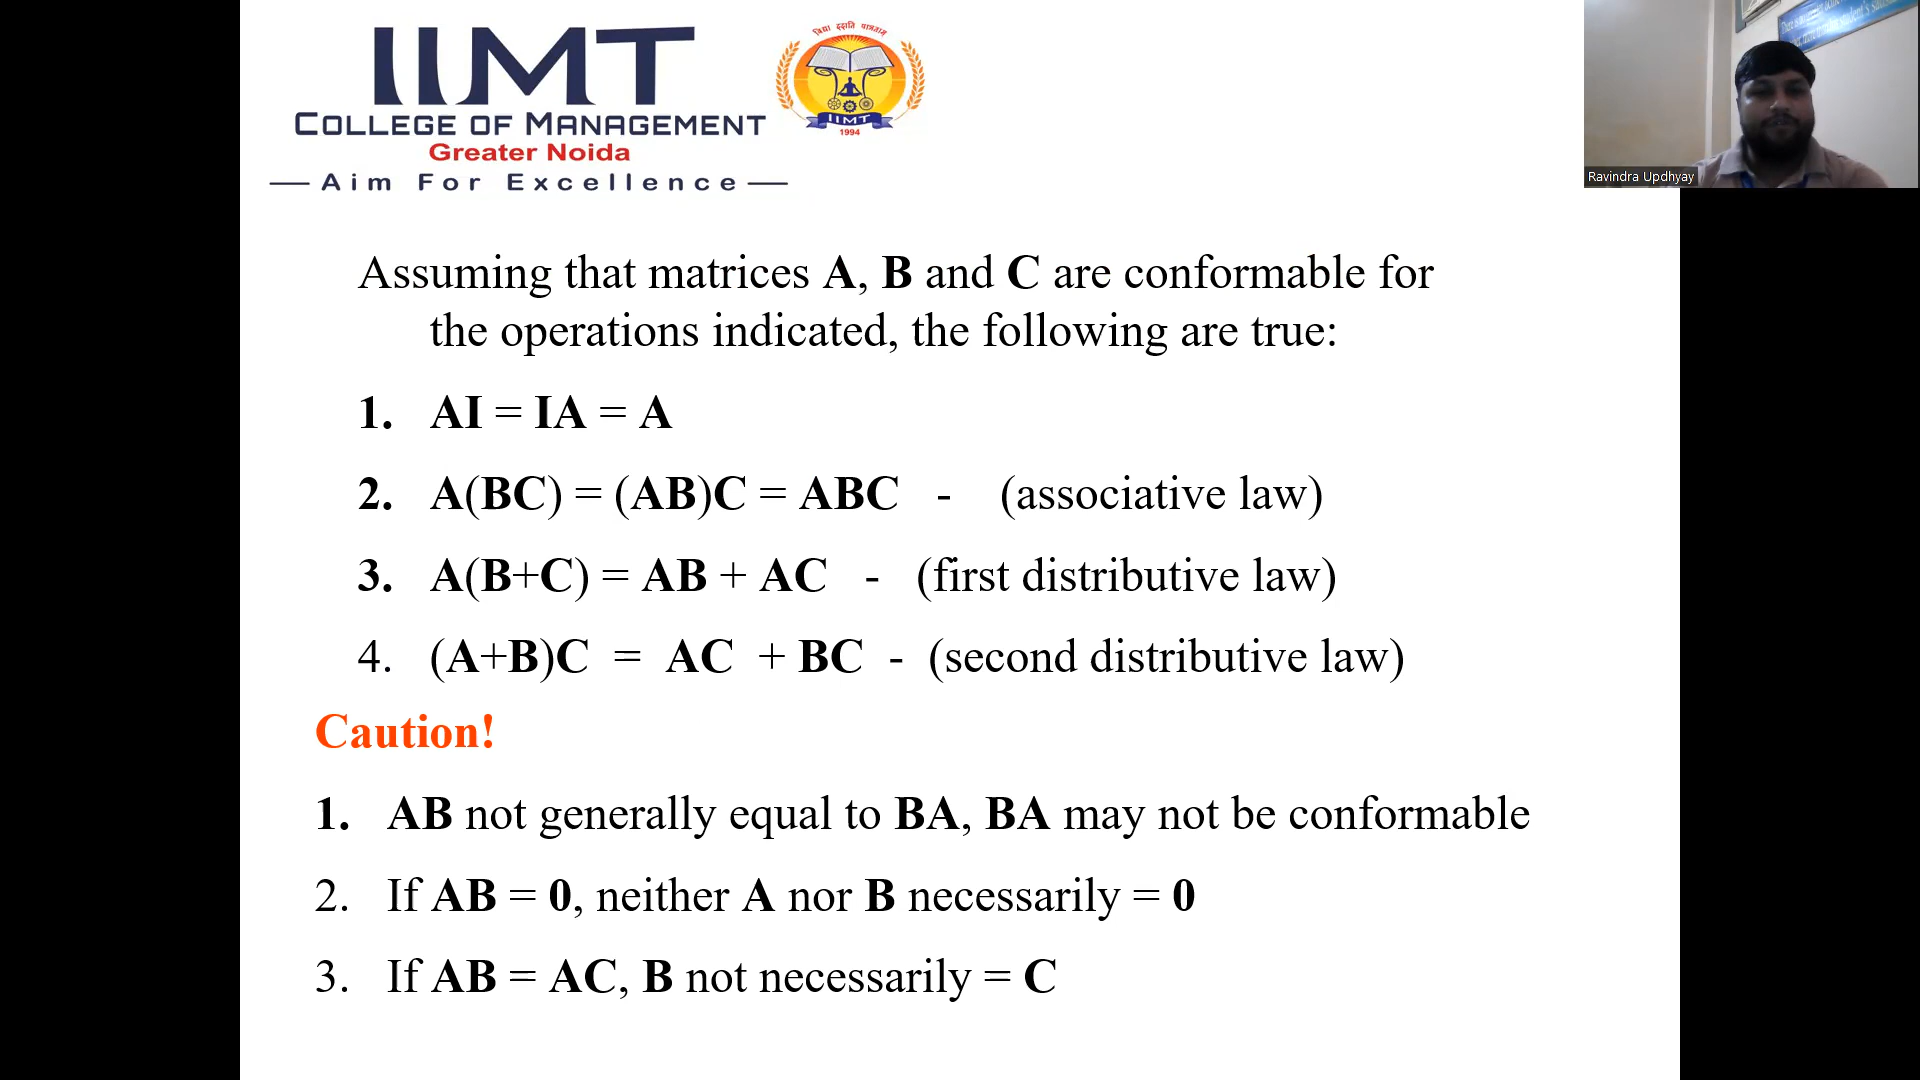 IIMT
COLLEGE OF MANAGEMENT
Greater Noida
Aim For Excellence
विद्या ददाति पात्रताम्
IIMT
1994
Ravindra Updhyay
Assuming that matrices A, B and C are conformable for
the operations indicated, the following are true:
1. AI = IA = A
2. A(BC) = (AB)C = ABC - (associative law)
3. A(B+C) = AB + AC - (first distributive law)
4. (A+B)C = AC + BC - (second distributive law)
Caution!
1. AB not generally equal to BA, BA may not be conformable
2. If AB = 0, neither A nor B necessarily = 0
3. If AB = AC, B not necessarily = C